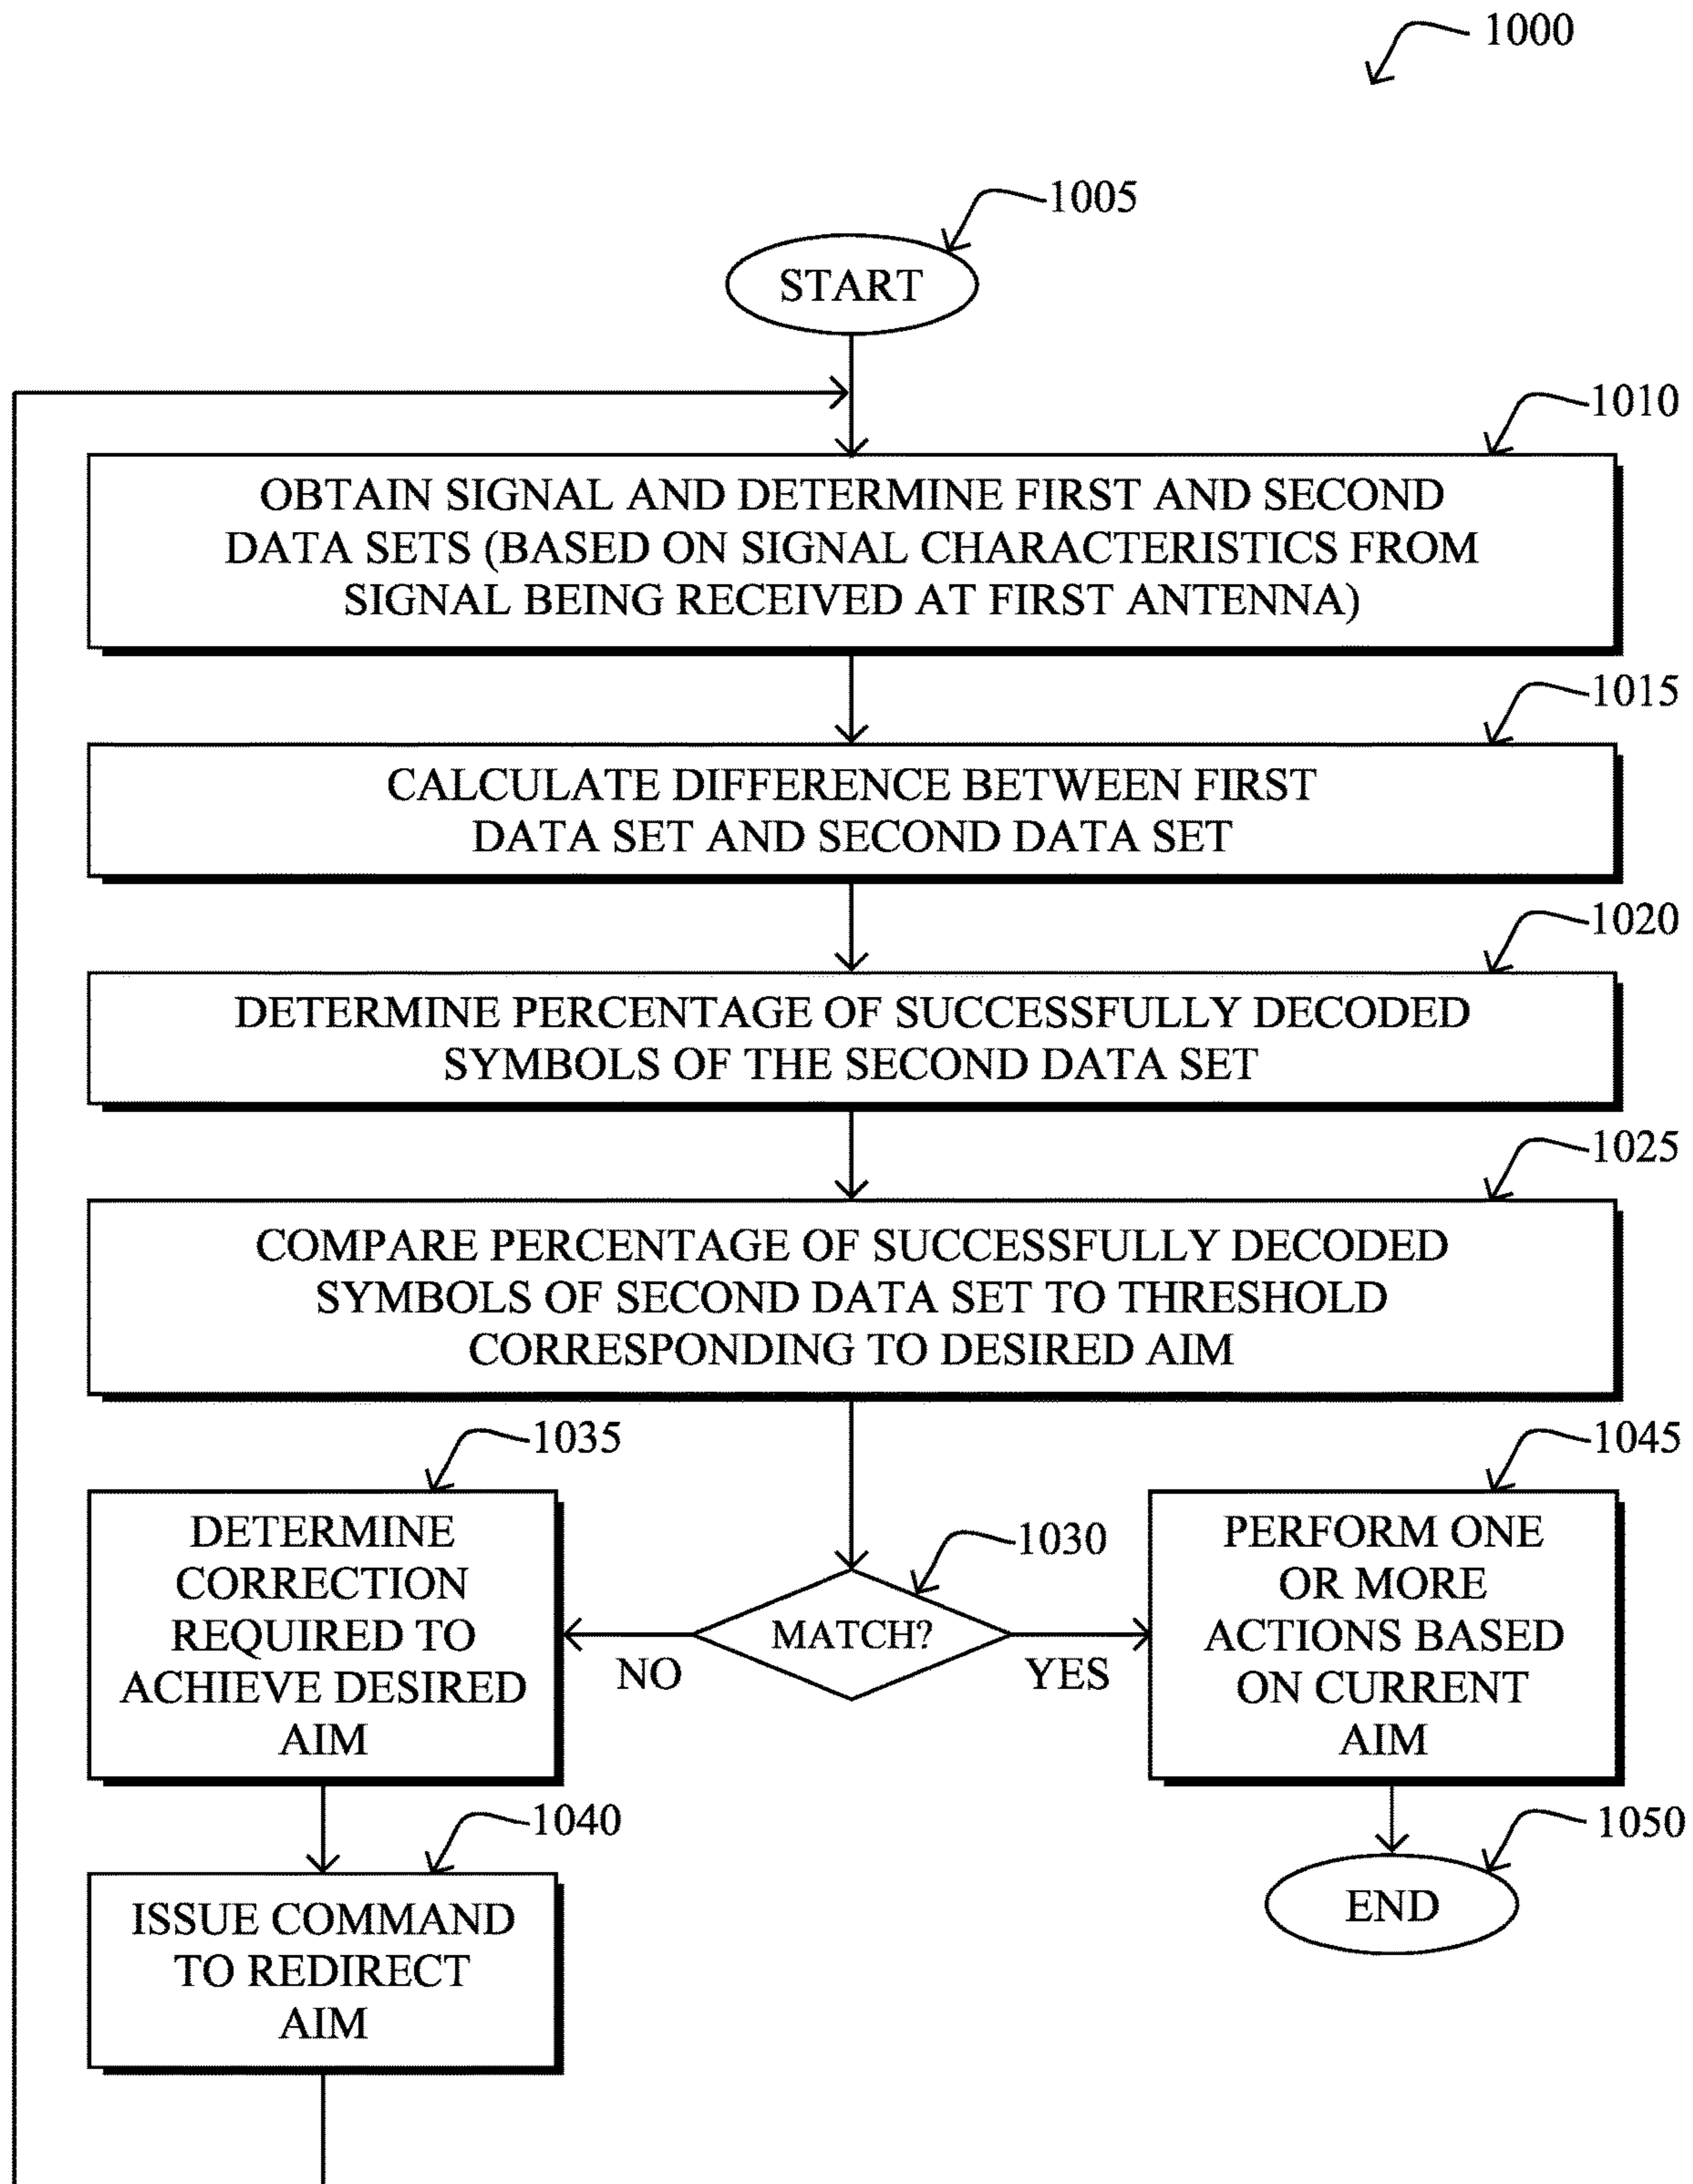 1000
1005
START
1010
OBTAIN SIGNAL AND DETERMINE FIRST AND SECOND
DATA SETS (BASED ON SIGNAL CHARACTERISTICS FROM
SIGNAL BEING RECEIVED AT FIRST ANTENNA)
1015
CALCULATE DIFFERENCE BETWEEN FIRST
DATA SET AND SECOND DATA SET
1020
DETERMINE PERCENTAGE OF SUCCESSFULLY DECODED
SYMBOLS OF THE SECOND DATA SET
1025
COMPARE PERCENTAGE OF SUCCESSFULLY DECODED
SYMBOLS OF SECOND DATA SET TO THRESHOLD
CORRESPONDING TO DESIRED AIM
1030
MATCH?
NO
YES
1035
DETERMINE
CORRECTION
REQUIRED TO
ACHIEVE DESIRED
AIM
1040
ISSUE COMMAND
TO REDIRECT
AIM
1045
PERFORM ONE
OR MORE
ACTIONS BASED
ON CURRENT
AIM
1050
END